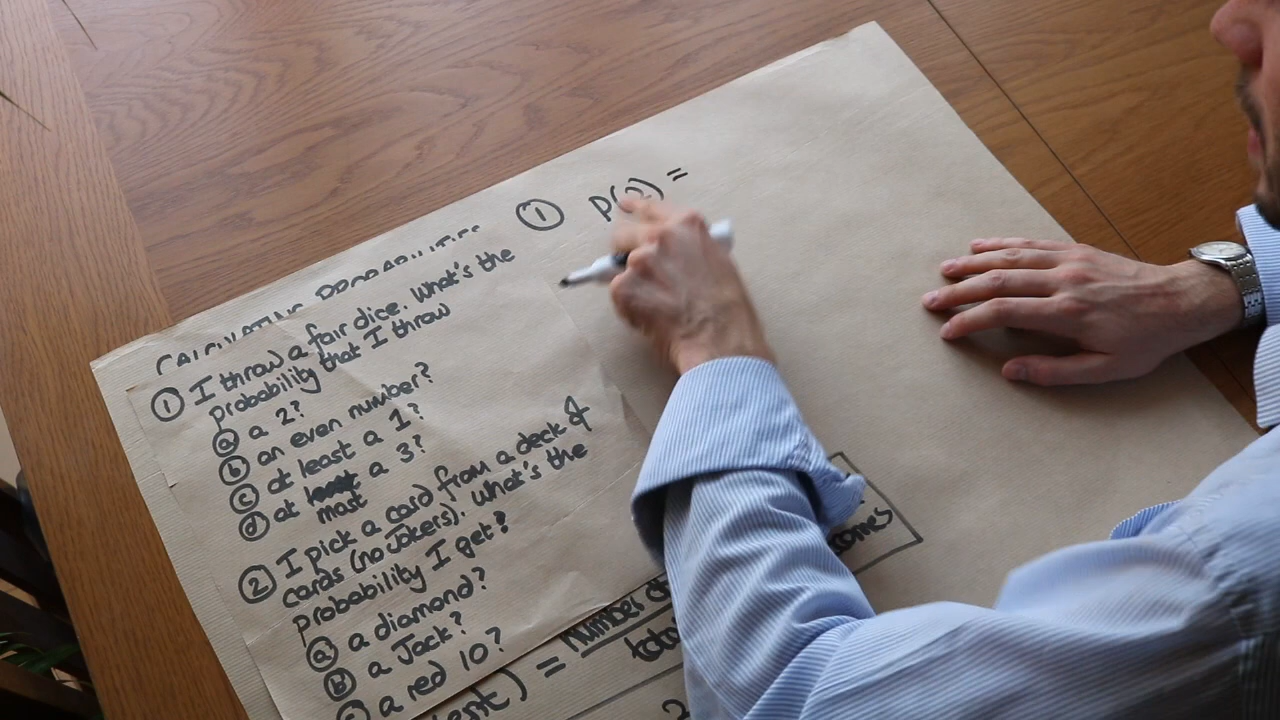 CALCULATING PROBABILITIES
① I throw a fair dice. What's the
probability that I throw
ⓐ a 2?
ⓑ an even number?
ⓒ at least a 1?
ⓓ at most a 3?
② I pick a card from a deck of
cards (no Jokers). What's the
probability I get?
ⓐ a diamond?
ⓑ a Jack?
ⓒ a red 10?
① P(2) =
) = number
total